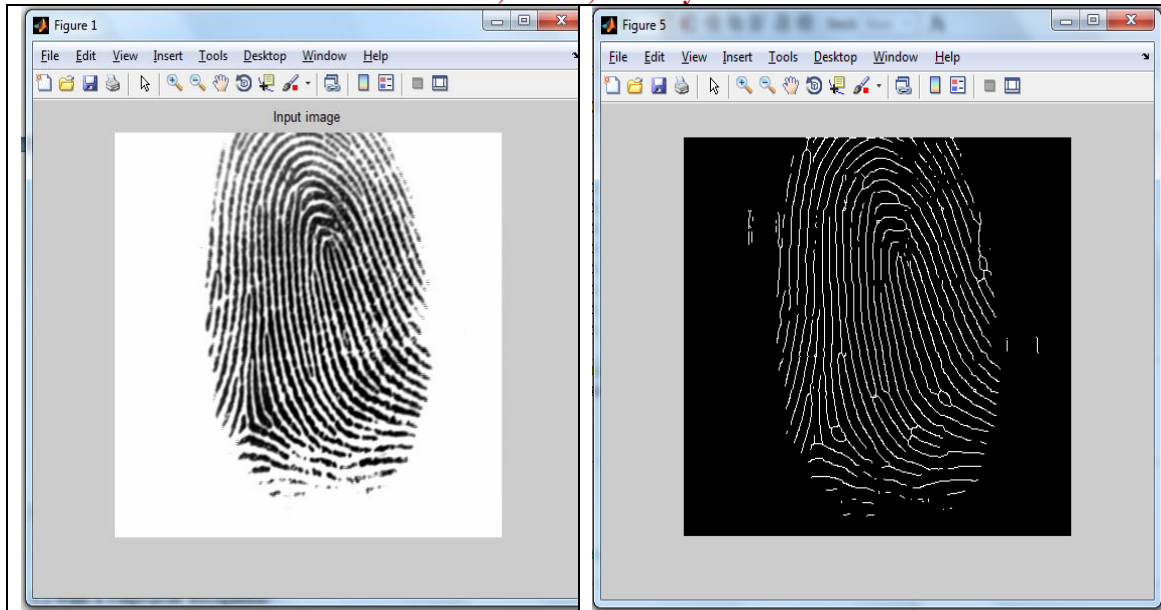 Figure 1
File Edit View Insert Tools Desktop Window Help
Input image
Figure 5
File Edit View Insert Tools Desktop Window Help